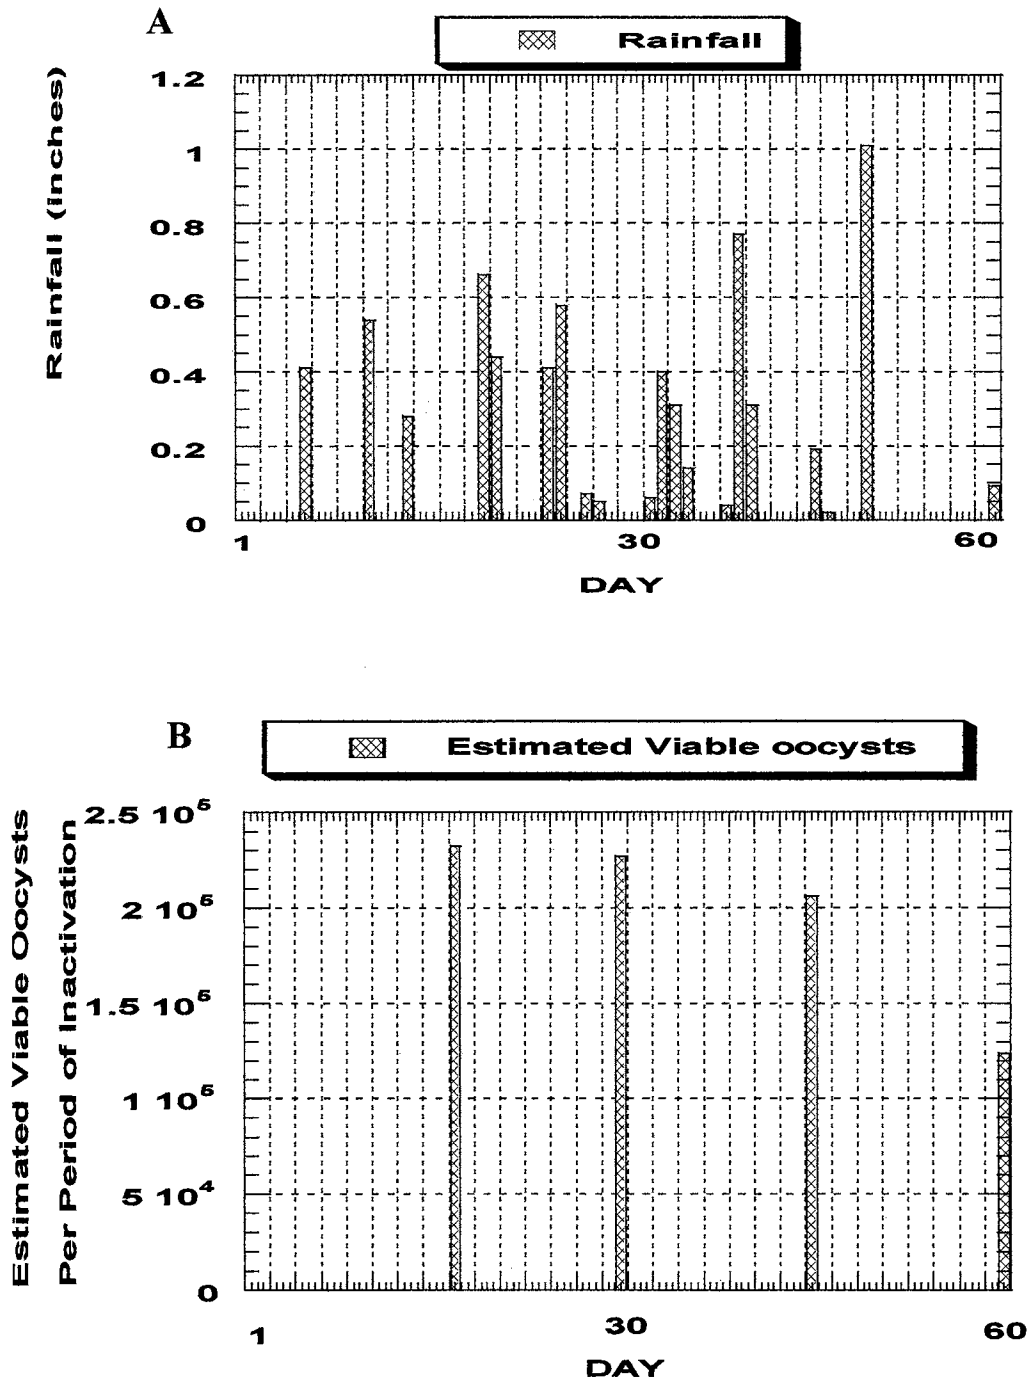 A
Rainfall
Rainfall (inches)
1.2
1
0.8
0.6
0.4
0.2
0
1 30 60
DAY
B
Estimated Viable oocysts
Estimated Viable Oocysts
Per Period of Inactivation
2.5 10⁵
2 10⁵
1.5 10⁵
1 10⁵
5 10⁴
0
1 30 60
DAY